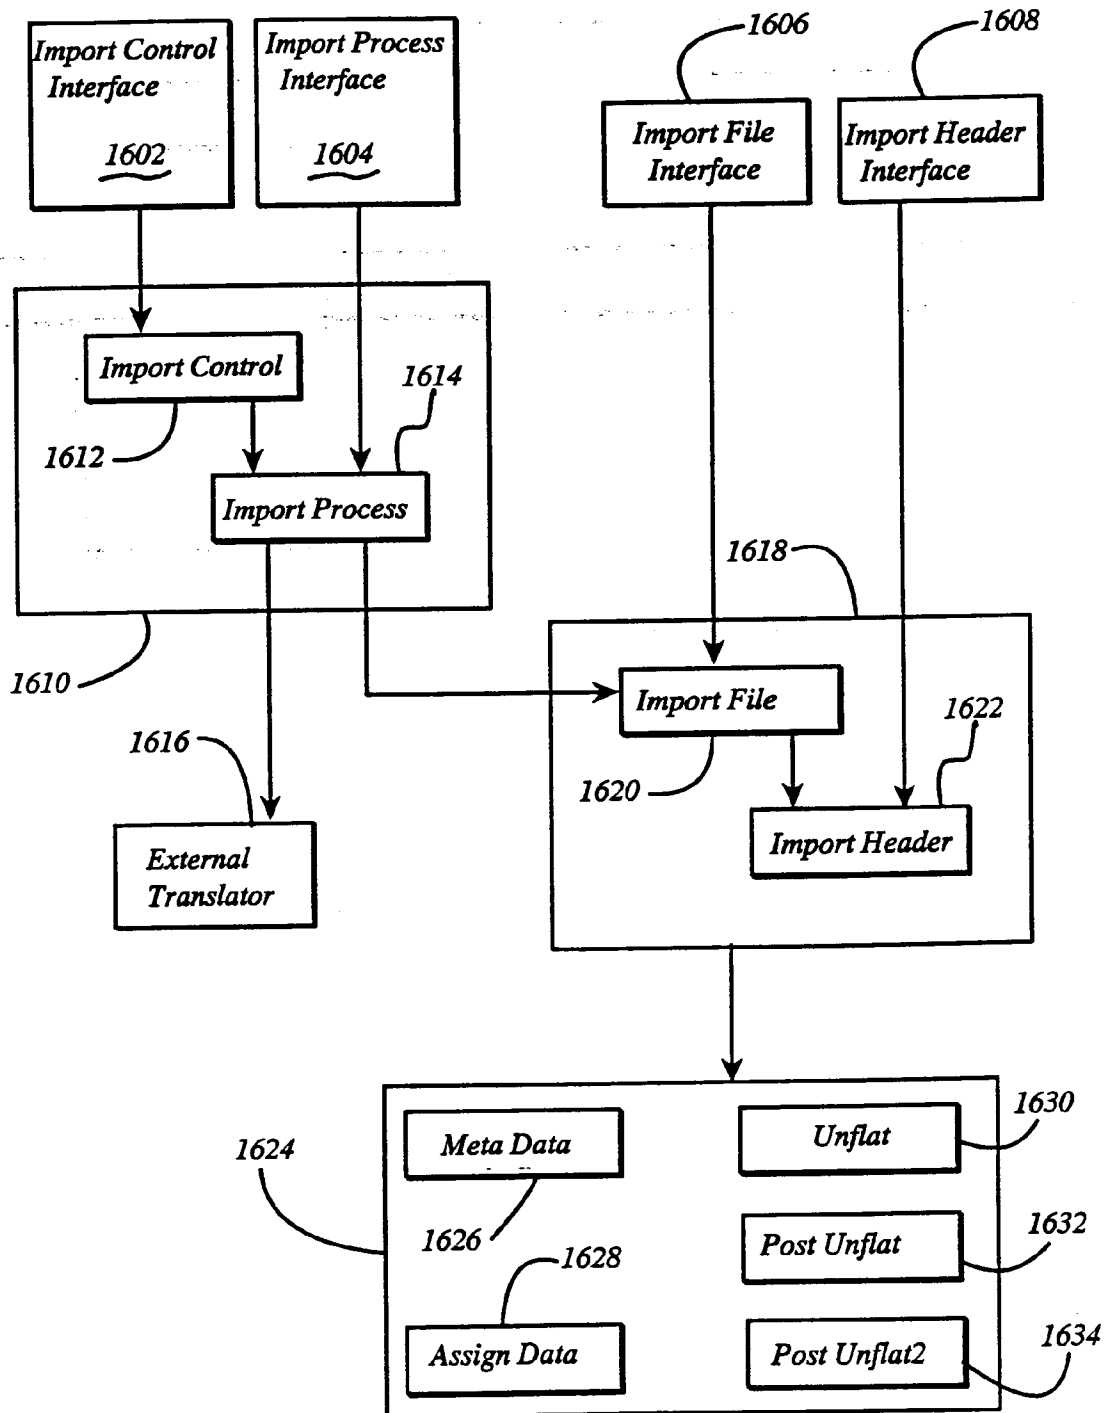 Import Control
Interface
1602
Import Process
Interface
1604
1606
1608
Import File
Interface
Import Header
Interface
Import Control
1612
1614
Import Process
1610
1616
External
Translator
1618
Import File
1620
1622
Import Header
1624
Meta Data
1626
1628
Assign Data
Unflat
1630
Post Unflat
1632
Post Unflat2
1634